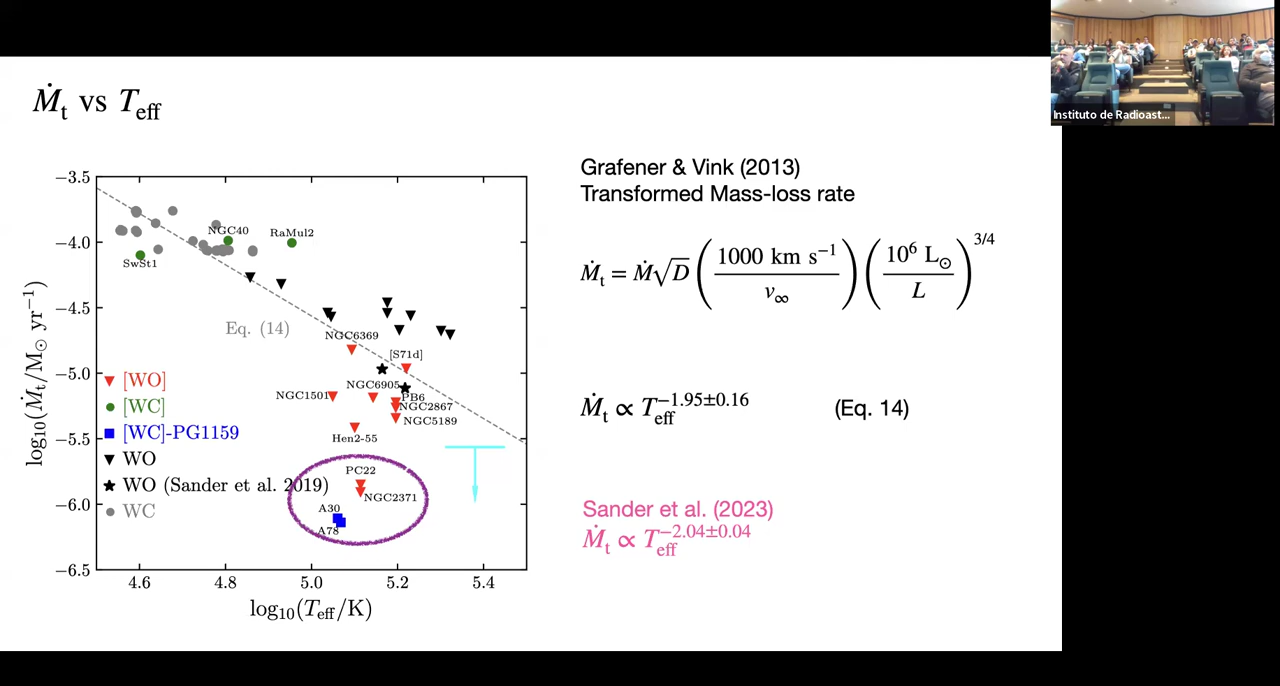 Ṁt vs Teff
Instituto de Radioast...
Grafener & Vink (2013)
Transformed Mass-loss rate
Ṁt = Ṁ√D (1000 km s⁻¹ / v∞) (10⁶ L⊙ / L)^3/4
Ṁt ∝ Teff^−1.95±0.16 (Eq. 14)
Sander et al. (2023)
Ṁt ∝ Teff^−2.04±0.04
log10(Ṁt/M⊙ yr⁻¹)
−3.5
−4.0
−4.5
−5.0
−5.5
−6.0
−6.5
NGC40
RaMul2
SwSt1
Eq. (14)
NGC6369
[S71d]
NGC6905
NGC1501
PB6
NGC2867
NGC5189
Hen2-55
PC22
NGC2371
A30
A78
[WO]
[WC]
[WC]-PG1159
WO
WO (Sander et al. 2019)
WC
4.6 4.8 5.0 5.2 5.4
log10(Teff/K)